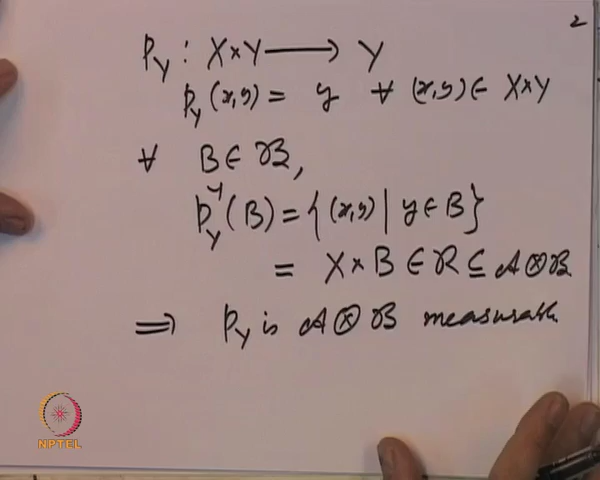 2
p_Y : X×Y ⟶ Y
p_Y(x,y) = y ∀ (x,y) ∈ X×Y
∀ B ∈ ℬ,
p_Y^{-1}(B) = {(x,y) | y ∈ B}
= X×B ∈ ℛ ⊆ 𝒜⊗ℬ
⟹ p_Y is 𝒜⊗ℬ measurable.
NPTEL